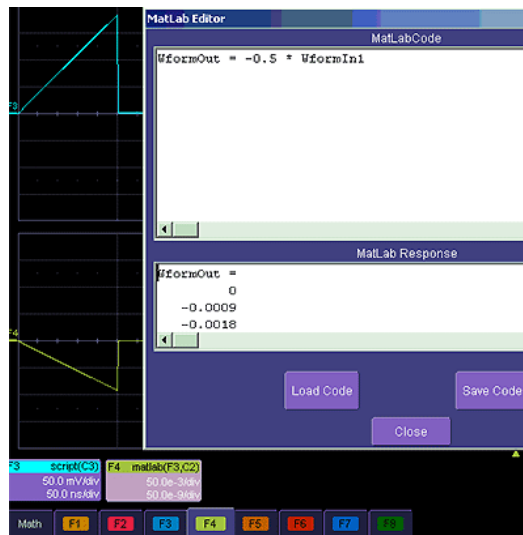 MatLab Editor
MatLabCode
WformOut = -0.5 * WformIn1
F3
MatLab Response
WformOut =
0
-0.0009
-0.0018
F4
Load Code
Save Code
Close
F3 script(C3) F4 matlab(F3,C2)
50.0 mV/div 50.0e-3/div
50.0 ns/div 50.0e-9/div
Math F1 F2 F3 F4 F5 F6 F7 F8